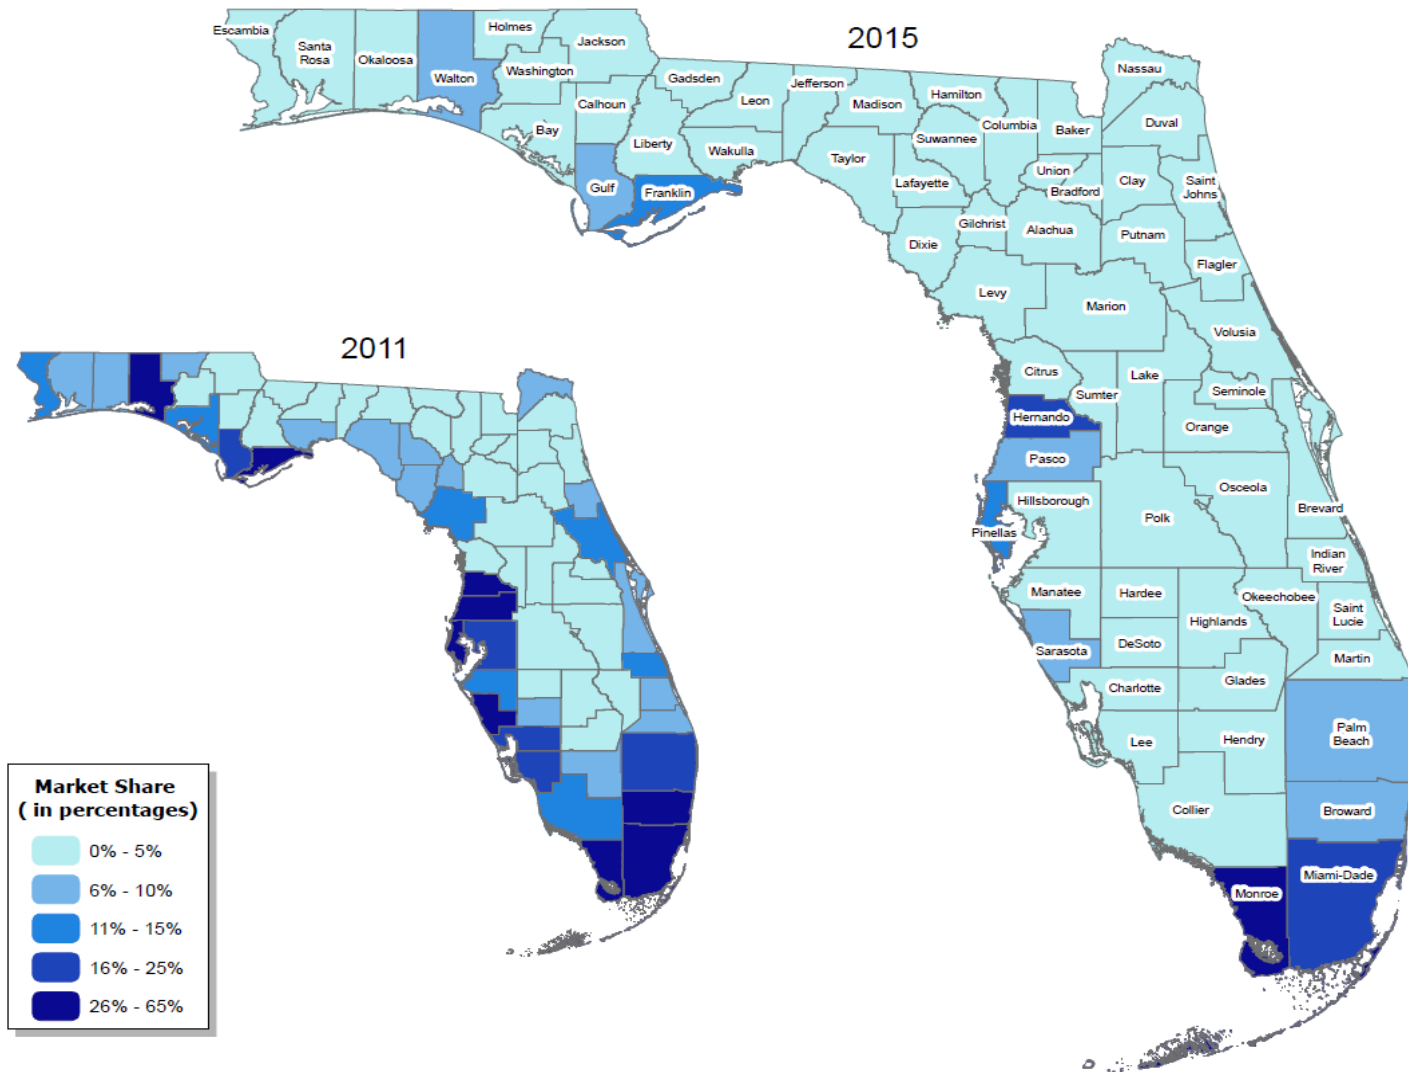 2015
Escambia
Santa
Rosa
Okaloosa
Walton
Holmes
Jackson
Washington
Bay
Calhoun
Gulf
Gadsden
Liberty
Franklin
Leon
Wakulla
Jefferson
Madison
Taylor
Hamilton
Suwannee
Lafayette
Columbia
Baker
Union
Bradford
Nassau
Duval
Clay
Saint
Johns
Dixie
Gilchrist
Alachua
Putnam
Flagler
Levy
Marion
Volusia
Citrus
Sumter
Lake
Seminole
Hernando
Orange
Pasco
Hillsborough
Pinellas
Polk
Osceola
Brevard
Indian
River
Manatee
Hardee
Highlands
Okeechobee
Saint
Lucie
Sarasota
DeSoto
Martin
Charlotte
Glades
Lee
Hendry
Palm
Beach
Collier
Broward
Monroe
Miami-Dade
2011
Market Share
( in percentages)
0% - 5%
6% - 10%
11% - 15%
16% - 25%
26% - 65%